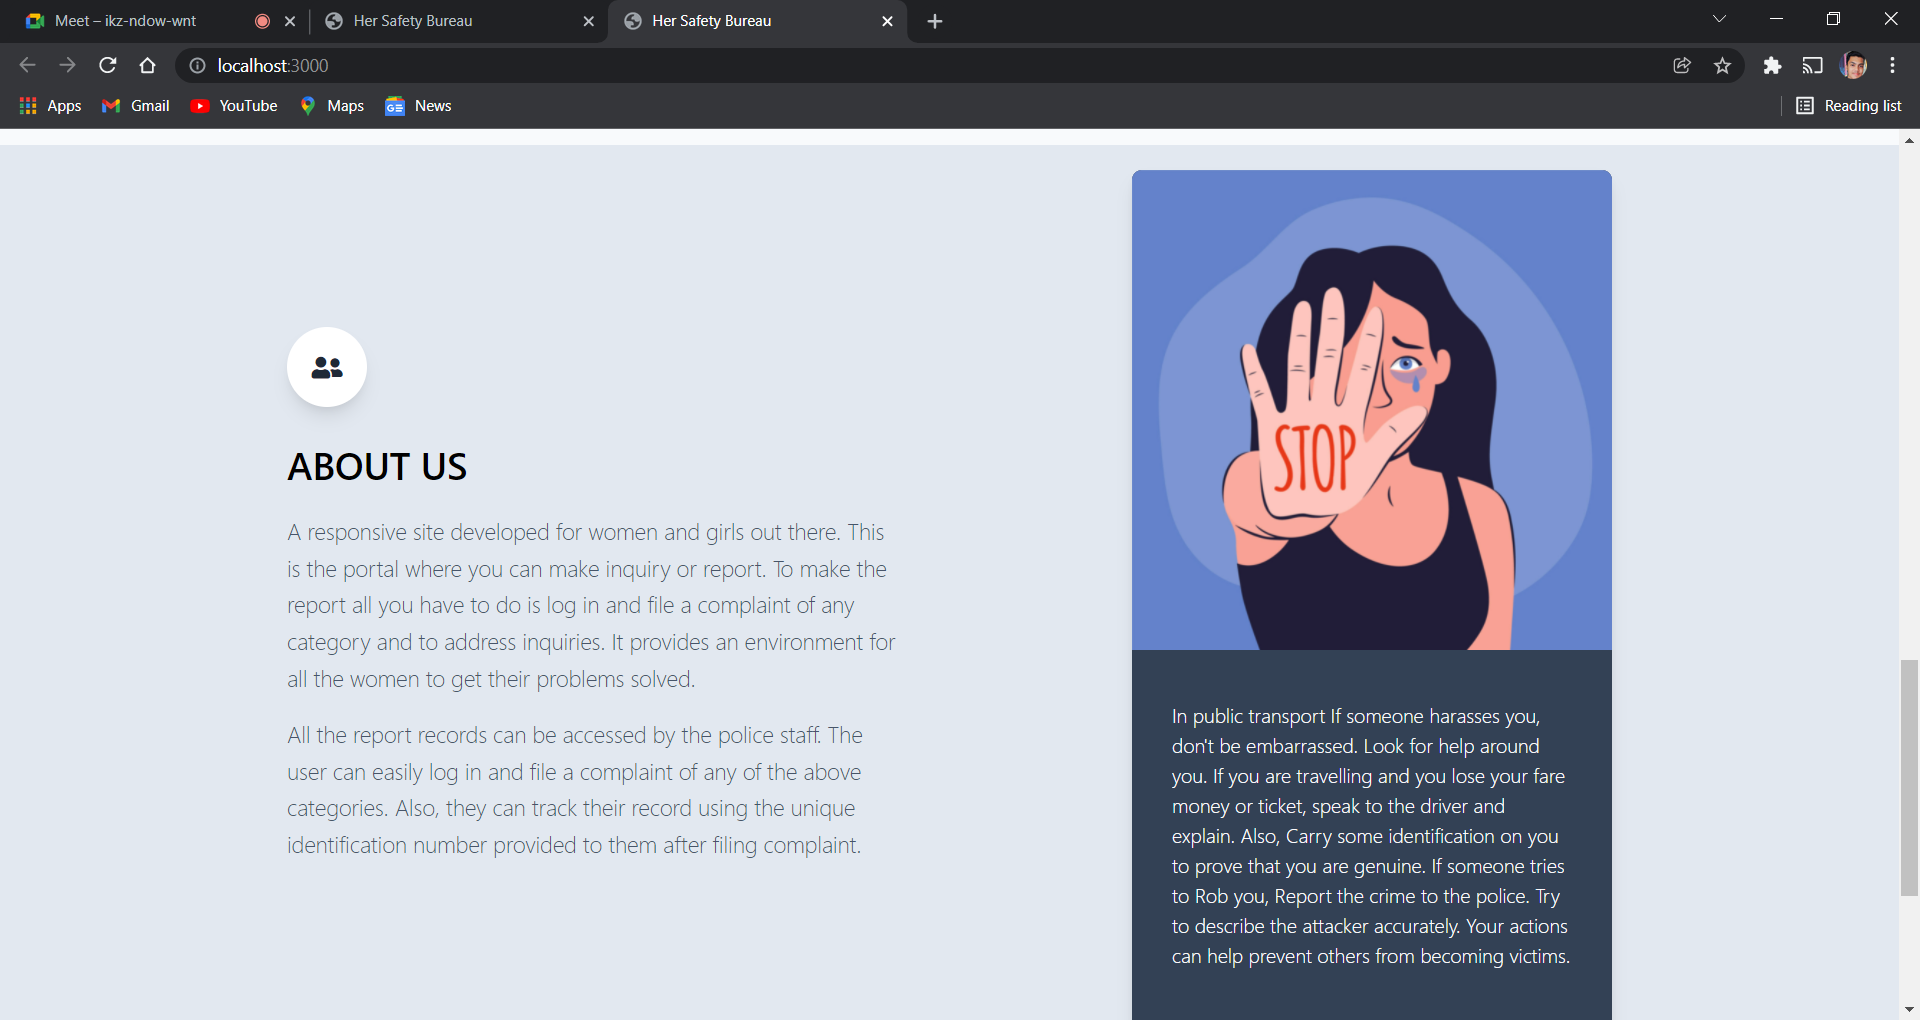 Meet – ikz-ndow-wnt
Her Safety Bureau
Her Safety Bureau
localhost:3000
Apps
Gmail
YouTube
Maps
News
Reading list
STOP
ABOUT US
A responsive site developed for women and girls out there. This
is the portal where you can make inquiry or report. To make the
report all you have to do is log in and file a complaint of any
category and to address inquiries. It provides an environment for
all the women to get their problems solved.
All the report records can be accessed by the police staff. The
user can easily log in and file a complaint of any of the above
categories. Also, they can track their record using the unique
identification number provided to them after filing complaint.
In public transport If someone harasses you,
don't be embarrassed. Look for help around
you. If you are travelling and you lose your fare
money or ticket, speak to the driver and
explain. Also, Carry some identification on you
to prove that you are genuine. If someone tries
to Rob you, Report the crime to the police. Try
to describe the attacker accurately. Your actions
can help prevent others from becoming victims.